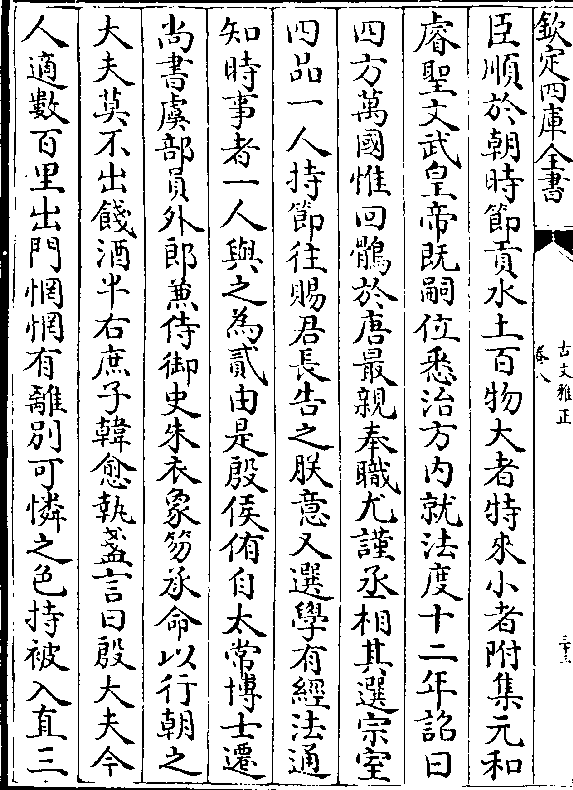 欽定四庫全書
古文雅正
卷八
三十三
臣順於朝時節貢水土百物大者特來小者附集元和
睿聖文武皇帝既嗣位悉治方内就法度十二年詔曰
四方萬國惟回鶻於唐最親奉職尤謹丞相其選宗室
四品一人持節往賜君長告之朕意又選學有經法通
知時事者一人與之為貳由是殷侯侑自太常博士遷
尚書虞部員外郎兼侍御史朱衣象笏承命以行朝之
大夫莫不出餞酒半右庶子韓愈執盞言曰殷大夫今
人適數百里出門惘惘有離別可憐之色持被入直三